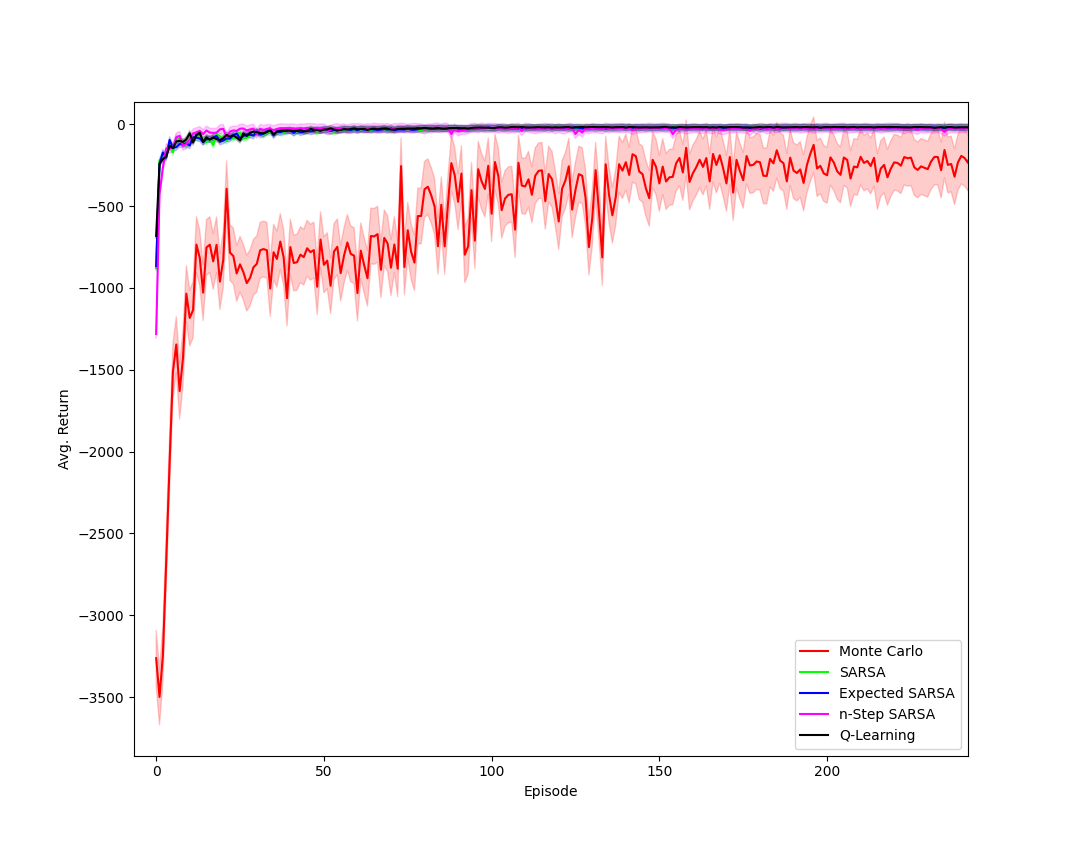 0
−500
−1000
−1500
−2000
−2500
−3000
−3500
Avg. Return
0
50
100
150
200
Episode
Monte Carlo
SARSA
Expected SARSA
n-Step SARSA
Q-Learning